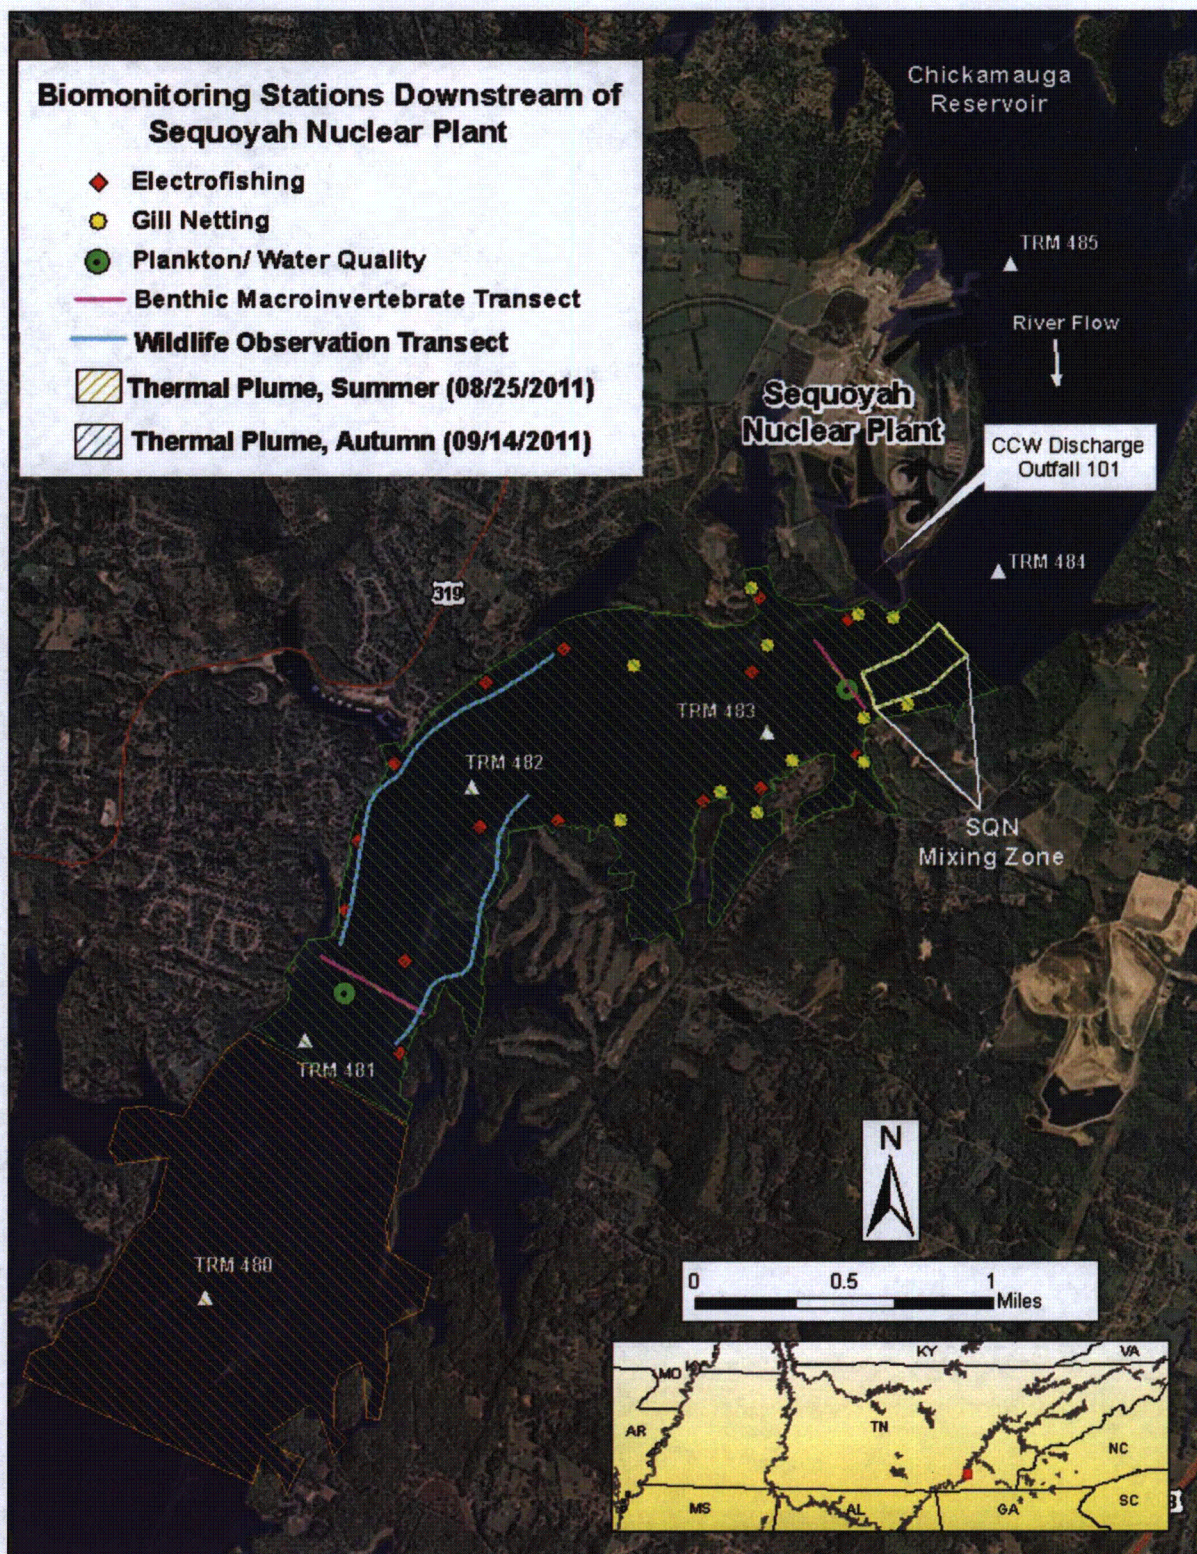 Biomonitoring Stations Downstream of
Sequoyah Nuclear Plant
Electrofishing
Gill Netting
Plankton/ Water Quality
Benthic Macroinvertebrate Transect
Wildlife Observation Transect
Thermal Plume, Summer (08/25/2011)
Thermal Plume, Autumn (09/14/2011)
Chickamauga
Reservoir
TRM 485
River Flow
Sequoyah
Nuclear Plant
CCW Discharge
Outfall 101
TRM 484
319
TRM 483
TRM 482
SQN
Mixing Zone
TRM 481
N
TRM 480
0 0.5 1
Miles
KY
VA
MO
TN
AR
NC
MS
AL
GA
SC